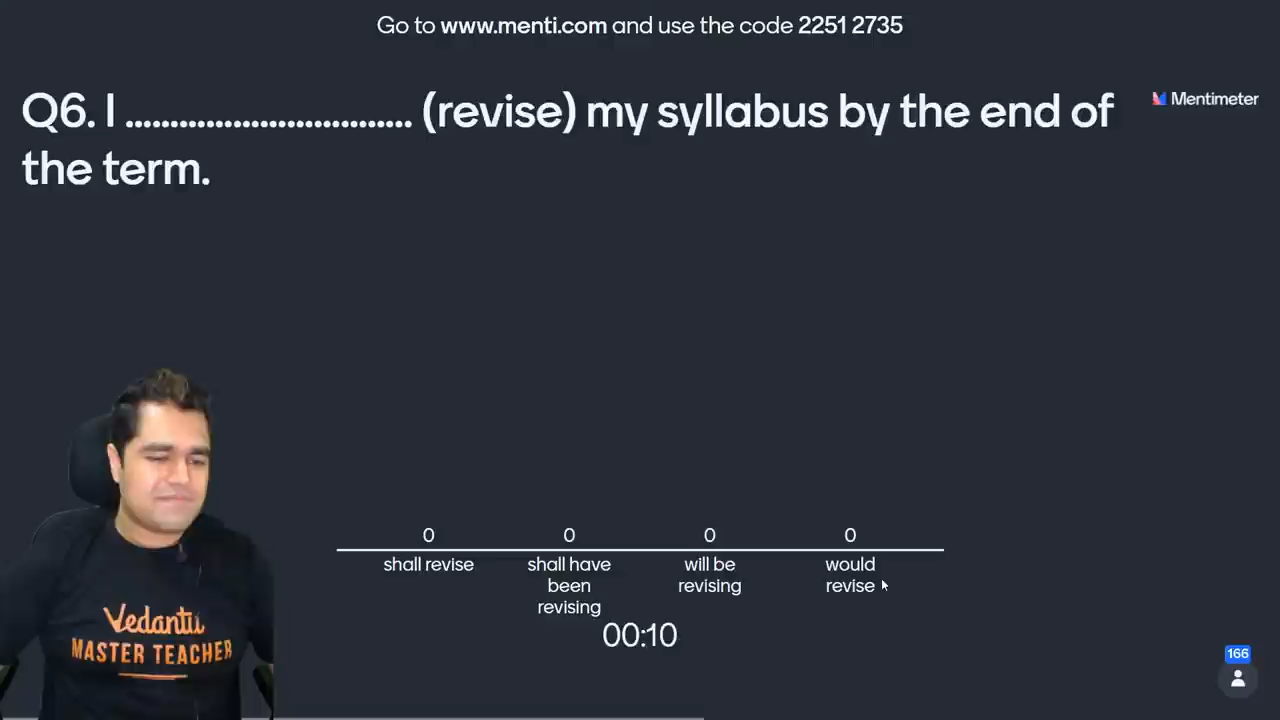 Go to www.menti.com and use the code 2251 2735
Q6. I ................................ (revise) my syllabus by the end of
the term.
Mentimeter
0 0 0 0
shall revise
shall have
been
revising
will be
revising
would
revise
00:10
Vedantu
MASTER TEACHER
166